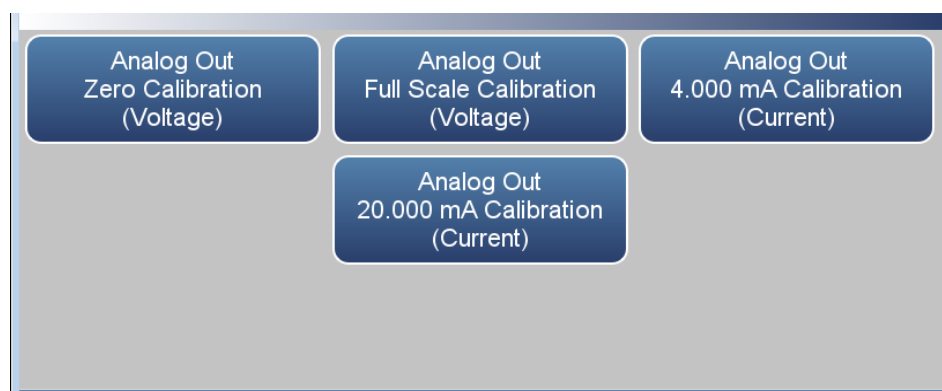 Analog Out
Zero Calibration
(Voltage)
Analog Out
Full Scale Calibration
(Voltage)
Analog Out
4.000 mA Calibration
(Current)
Analog Out
20.000 mA Calibration
(Current)